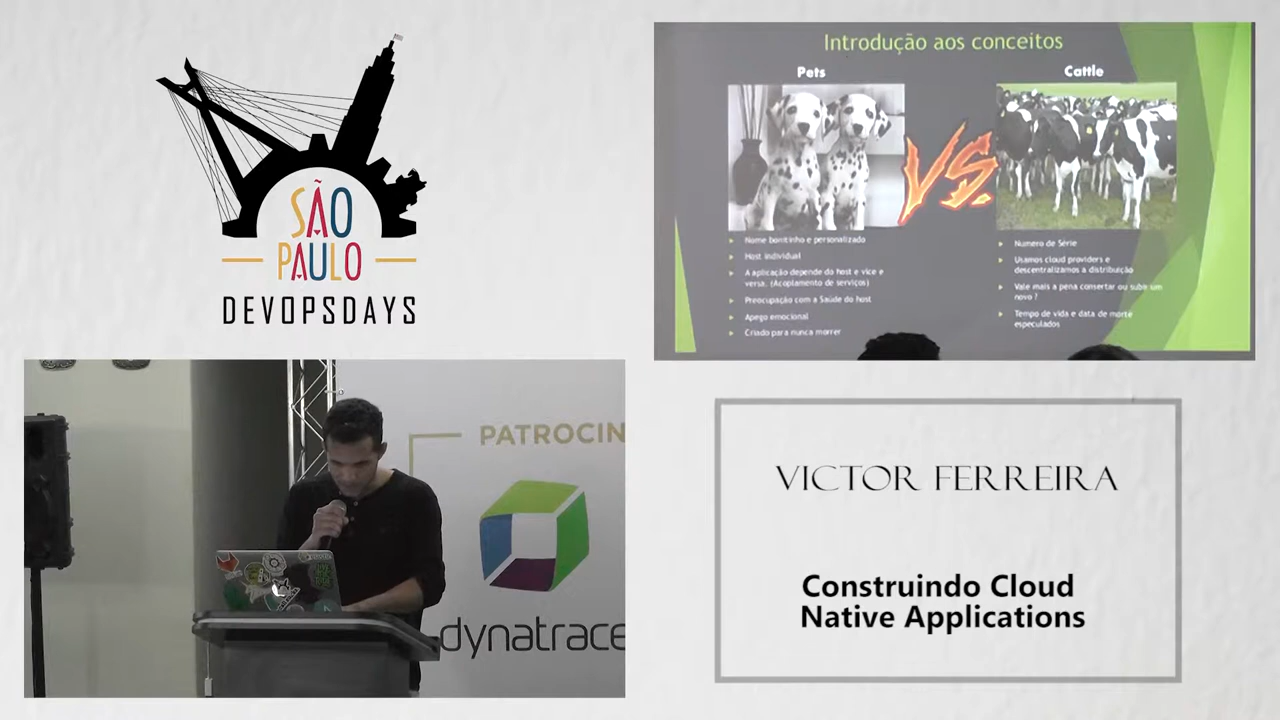 SÃO
PAULO
DEVOPSDAYS
Introdução aos conceitos
Pets
Cattle
VS.
Nome bonitinho e personalizado
Host individual
A aplicação depende do host e vice e
versa. (Acoplamento de serviços)
Preocupação com a Saúde do host
Apego emocional
Criado para nunca morrer
Numero de Série
Usamos cloud providers e
descentralizamos a distribuição
Vale mais a pena consertar ou subir um
novo ?
Tempo de vida e data de morte
especulados
PATROCIN
dynatrace
VICTOR FERREIRA
Construindo Cloud
Native Applications